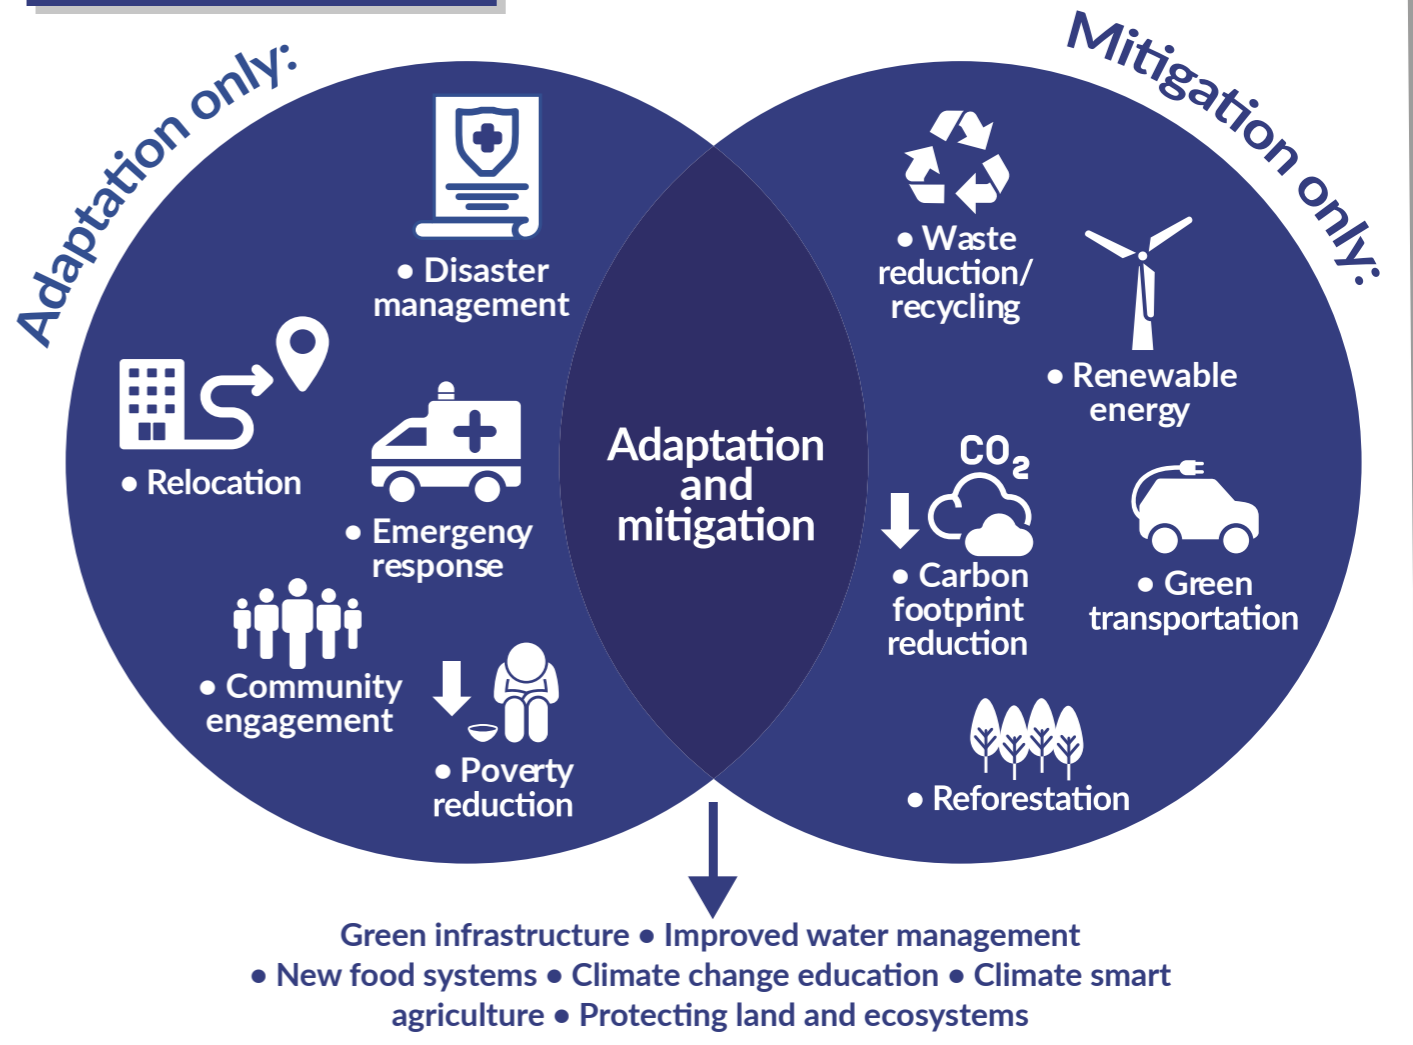 Adaptation only:
• Disaster
management
• Relocation
• Emergency
response
• Community
engagement
• Poverty
reduction
Adaptation
and
mitigation
Mitigation only:
• Waste
reduction/
recycling
• Renewable
energy
CO₂
• Carbon
footprint
reduction
• Green
transportation
• Reforestation
Green infrastructure • Improved water management
• New food systems • Climate change education • Climate smart
agriculture • Protecting land and ecosystems